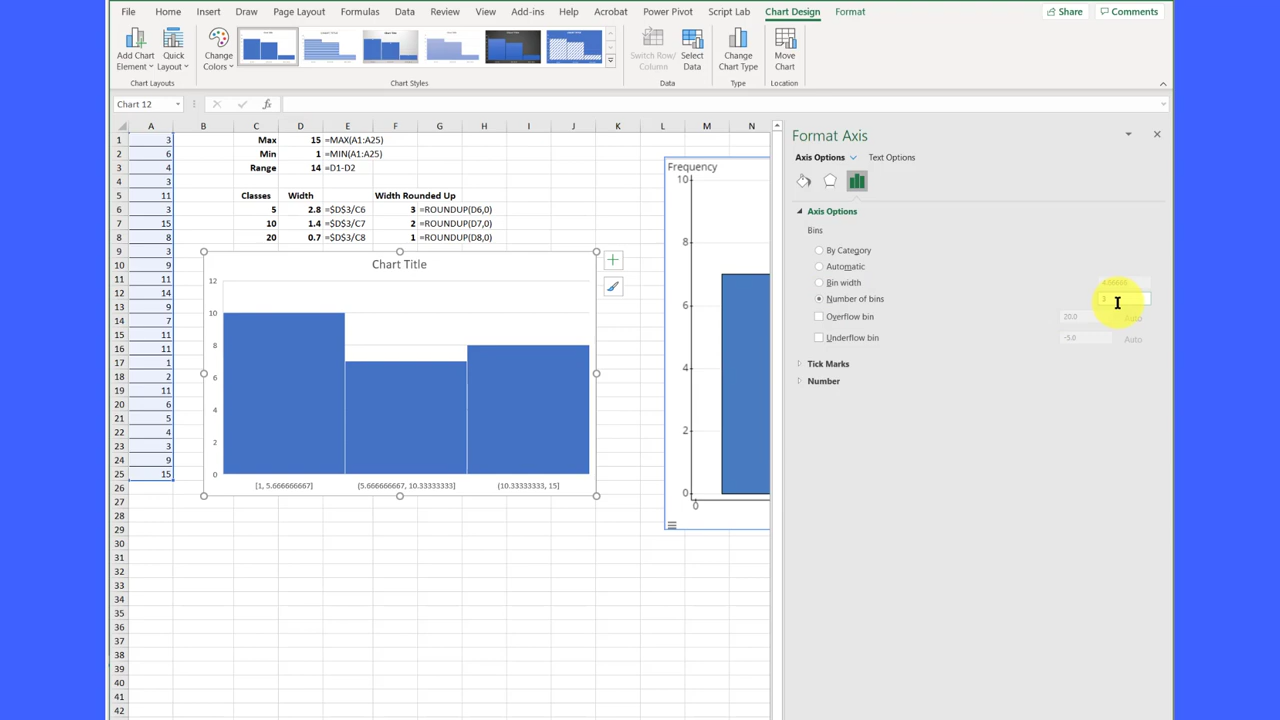 File Home Insert Draw Page Layout Formulas Data Review View Add-ins Help Acrobat Power Pivot Script Lab Chart Design Format Share Comments
Add Chart Element Quick Layout Change Colors Switch Row/ Column Select Data Change Chart Type Move Chart
Chart Layouts Chart Styles Data Type Location
Chart 12 fx
A B C D E F G H I J K L M N
1 3 Max 15 =MAX(A1:A25)
2 6 Min 1 =MIN(A1:A25)
3 4 Range 14 =D1-D2
4 3
5 11 Classes Width Width Rounded Up
6 3 5 2.8 =$D$3/C6 3 =ROUNDUP(D6,0)
7 15 10 1.4 =$D$3/C7 2 =ROUNDUP(D7,0)
8 8 20 0.7 =$D$3/C8 1 =ROUNDUP(D8,0)
9 3
10 9
11 11
12 14
13 9
14 7
15 11
16 11
17 1
18 2
19 11
20 6
21 5
22 4
23 3
24 9
25 15
26
27
28
29
30
31
32
33
34
35
36
37
38
39
40
41
42
Chart Title
12
10
8
6
4
2
0
[1, 5.666666667] (5.666666667, 10.33333333] (10.33333333, 15]
Frequency
10
8
6
4
2
0
0
Format Axis
Axis Options Text Options
Axis Options
Bins
By Category
Automatic
Bin width
Number of bins 3
Overflow bin 20.0 Auto
Underflow bin -5.0 Auto
Tick Marks
Number